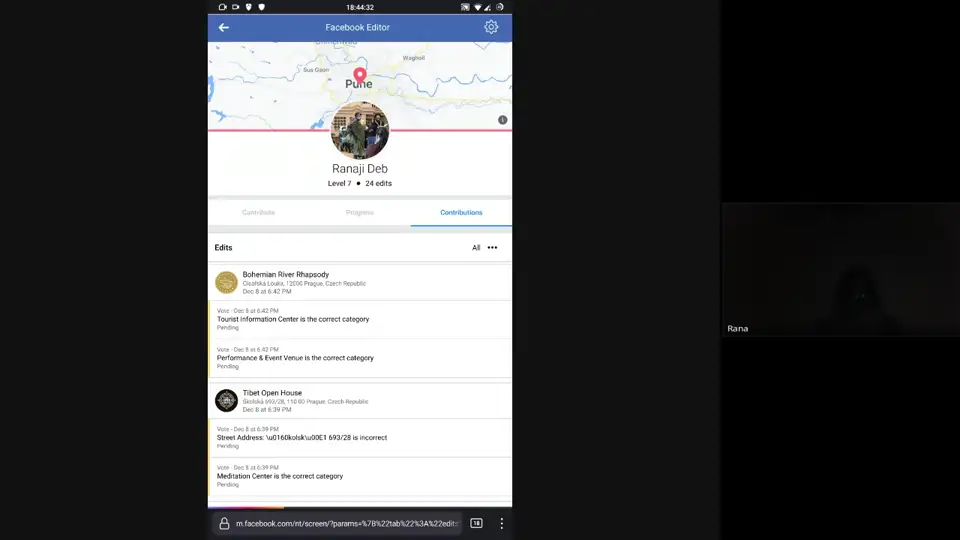 18:44:32
Facebook Editor
Wagholi
Sus Gaon
Pune
Ranaji Deb
Level 7 • 24 edits
Contribute
Progress
Contributions
Edits
All •••
Bohemian River Rhapsody
Císařská Louka, 12000 Prague, Czech Republic
Dec 8 at 6:42 PM
Vote · Dec 8 at 6:42 PM
Tourist Information Center is the correct category
Pending
Vote · Dec 8 at 6:42 PM
Performance & Event Venue is the correct category
Pending
Tibet Open House
Školská 693/28, 110 00 Prague, Czech Republic
Dec 8 at 6:39 PM
Vote · Dec 8 at 6:39 PM
Street Address: \u0160kolsk\u00E1 693/28 is incorrect
Pending
Vote · Dec 8 at 6:39 PM
Meditation Center is the correct category
Pending
m.facebook.com/nt/screen/?params=%7B%22tab%22%3A%22edits
18
Rana